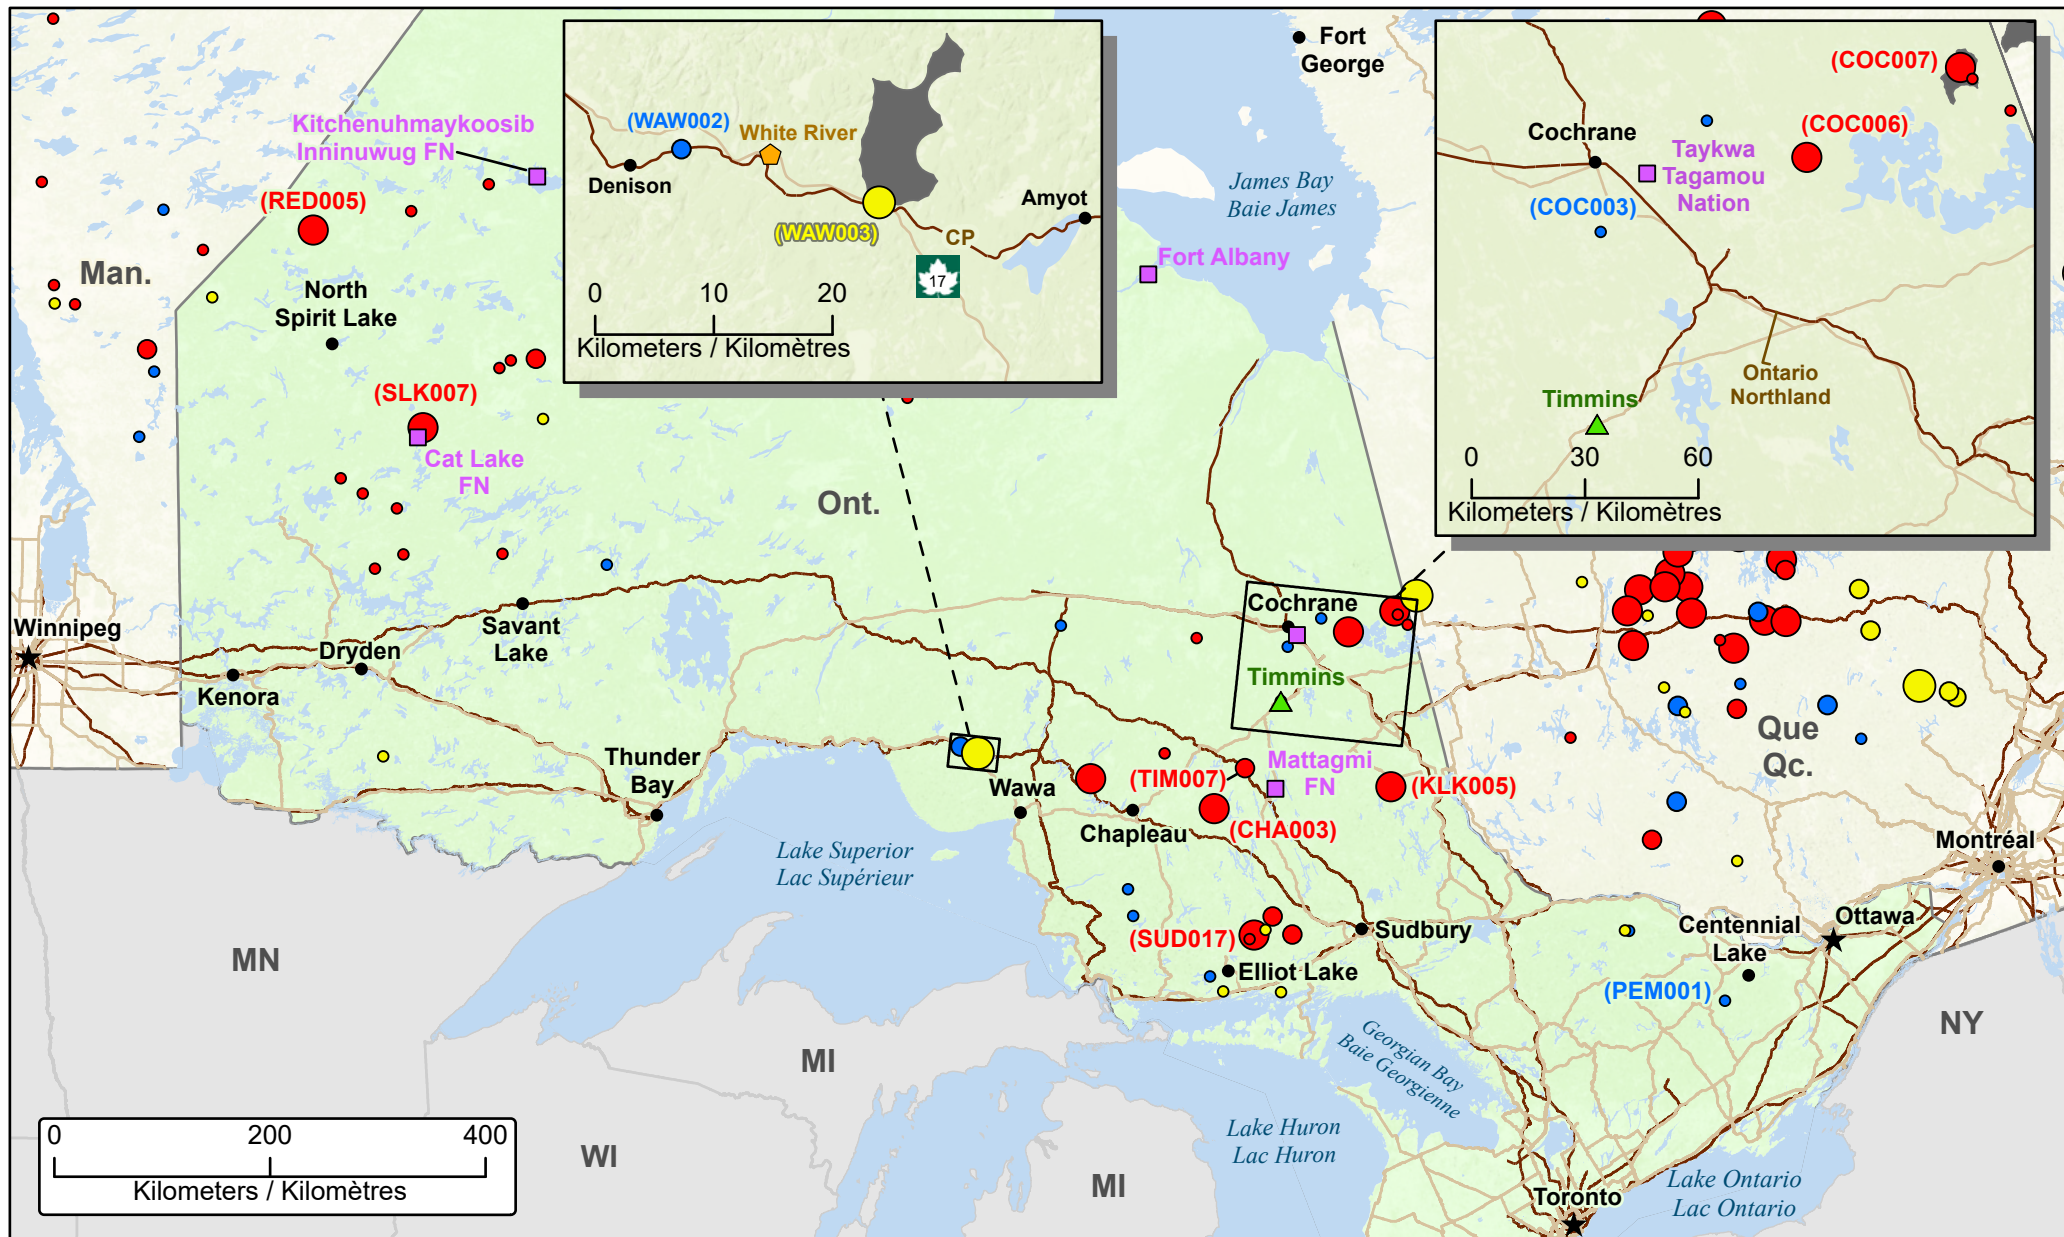 Fort
George
(COC007)
(COC006)
Cochrane
Taykwa
Tagamou
Nation
(COC003)
Ontario
Northland
Timmins
0 30 60
Kilometers / Kilomètres
(WAW002)
White River
Denison
Amyot
(WAW003)
CP
17
0 10 20
Kilometers / Kilomètres
Kitchenuhmaykoosib
Inninuwug FN
(RED005)
Man.
North
Spirit Lake
James Bay
Baie James
Fort Albany
(SLK007)
Cat Lake
FN
Ont.
Winnipeg
Kenora
Dryden
Savant
Lake
Cochrane
Timmins
Thunder
Bay
Wawa
Chapleau
(TIM007)
Mattagmi
FN
(KLK005)
(CHA003)
Que
Qc.
Montréal
Lake Superior
Lac Supérieur
(SUD017)
Sudbury
Elliot Lake
Centennial
Lake
Ottawa
(PEM001)
MN
MI
NY
Georgian Bay
Baie Georgienne
WI
MI
Lake Huron
Lac Huron
Toronto
Lake Ontario
Lac Ontario
0 200 400
Kilometers / Kilomètres